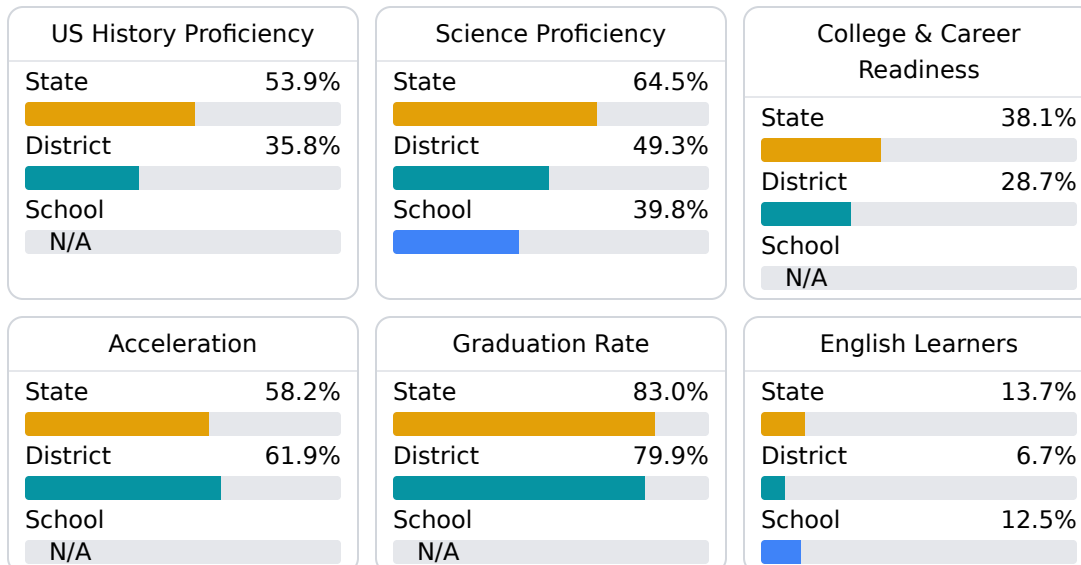 US History Proficiency
State 53.9%
District 35.8%
School
N/A
Science Proficiency
State 64.5%
District 49.3%
School 39.8%
College & Career
Readiness
State 38.1%
District 28.7%
School
N/A
Acceleration
State 58.2%
District 61.9%
School
N/A
Graduation Rate
State 83.0%
District 79.9%
School
N/A
English Learners
State 13.7%
District 6.7%
School 12.5%